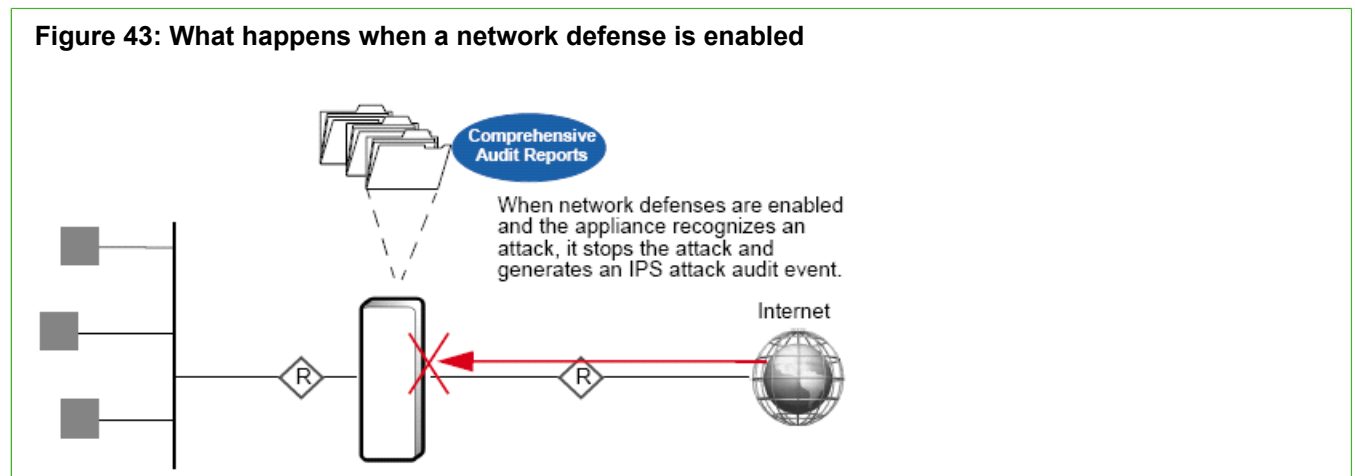 Figure 43: What happens when a network defense is enabled
Comprehensive
Audit Reports
When network defenses are enabled
and the appliance recognizes an
attack, it stops the attack and
generates an IPS attack audit event.
Internet
R
R